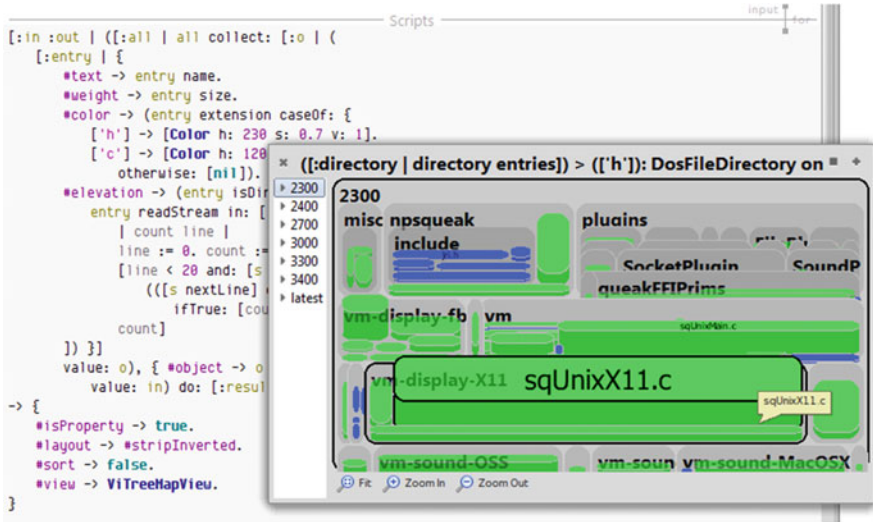 Scripts
input
for
[:in :out | ([:all | all collect: [:o | (
[:entry | {
#text -> entry name.
#weight -> entry size.
#color -> (entry extension caseOf: {
['h'] -> [Color h: 230 s: 0.7 v: 1].
['c'] -> [Color h: 120
otherwise: [nil]).
#elevation -> (entry isDir
entry readStream in: [
| count line |
line := 0. count :=
[line < 20 and: [s
(([s nextLine]
ifTrue: [cou
count]
]) }]
value: o), { #object -> o
value: in) do: [:resul
-> {
#isProperty -> true.
#layout -> #stripInverted.
#sort -> false.
#view -> ViTreeMapView.
}
([:directory | directory entries]) > (['h']): DosFileDirectory on
2300
2400
2700
3000
3300
3400
latest
2300
misc npsqueak
include
plugins
SocketPlugin
SoundP
queakFFIPrims
vm-display-fb
vm
sqUnixMain.c
vm-display-X11
sqUnixX11.c
sqUnixX11.c
vm-sound-OSS
vm-soun
vm-sound-MacOSX
Fit
Zoom In
Zoom Out